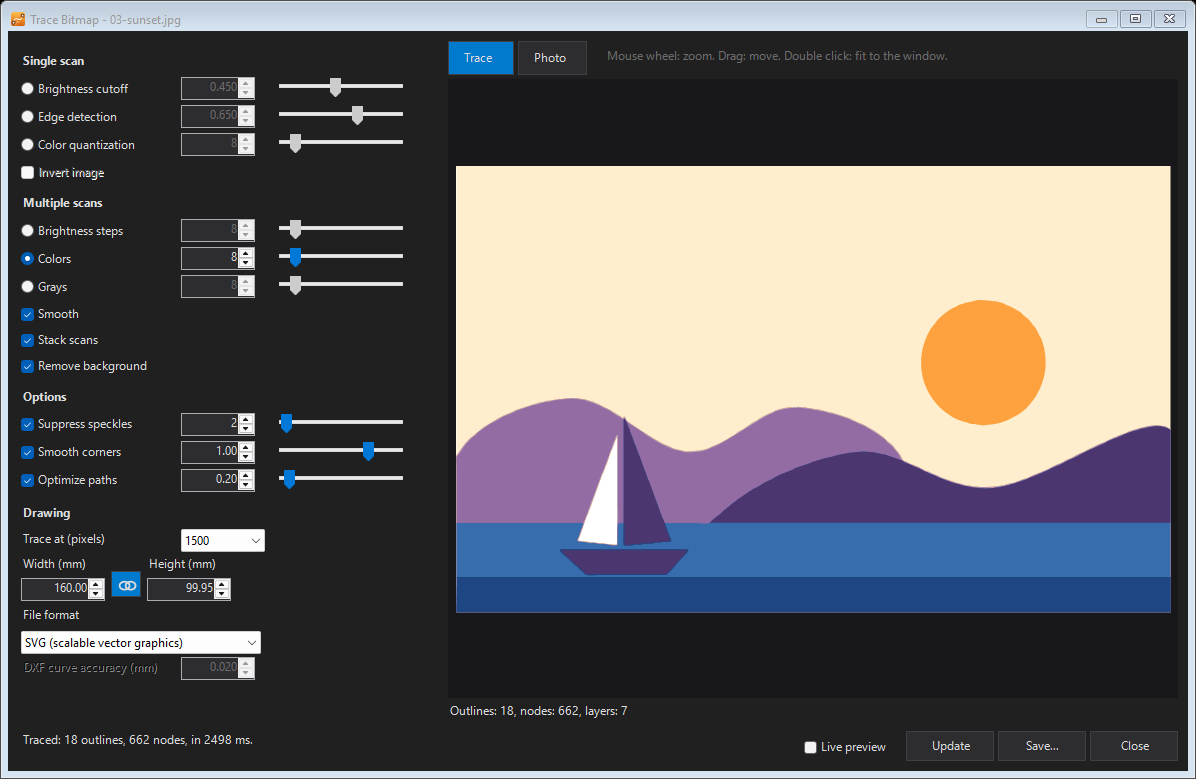 Trace Bitmap - 03-sunset.jpg
Single scan
Trace
Photo
Mouse wheel: zoom. Drag: move. Double click: fit to the window.
Brightness cutoff
0.450
Edge detection
0.650
Color quantization
8
Invert image
Multiple scans
Brightness steps
8
Colors
8
Grays
8
Smooth
Stack scans
Remove background
Options
Suppress speckles
2
Smooth corners
1.00
Optimize paths
0.20
Drawing
Trace at (pixels)
1500
Width (mm)
Height (mm)
160.00
99.95
File format
SVG (scalable vector graphics)
DXF curve accuracy (mm)
0.020
Outlines: 18, nodes: 662, layers: 7
Traced: 18 outlines, 662 nodes, in 2498 ms.
Live preview
Update
Save...
Close